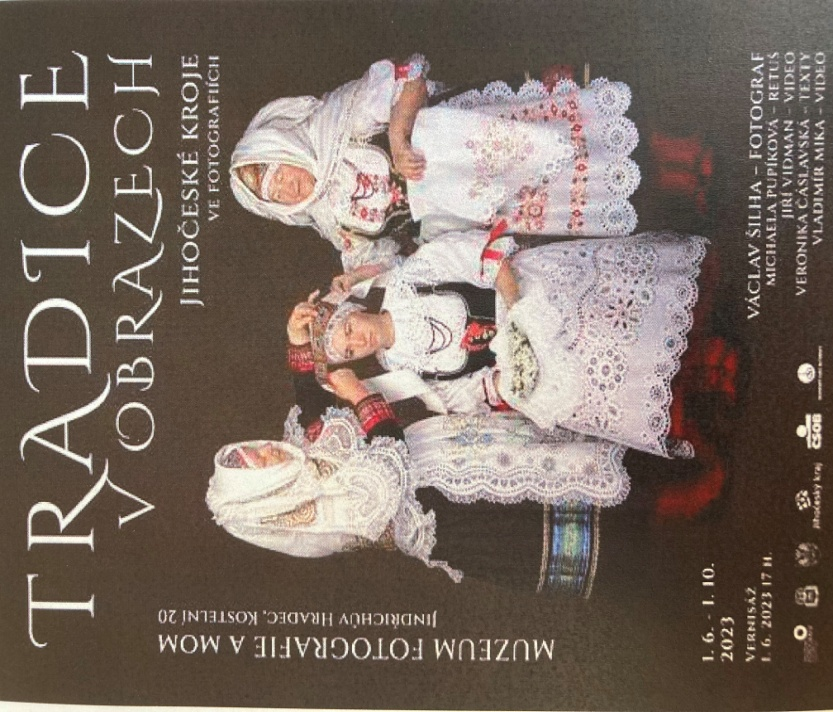 TRADICE
V OBRAZECH
JIHOČESKÉ KROJE
VE FOTOGRAFIÍCH
MUZEUM FOTOGRAFIE A MOM
JINDŘICHŮV HRADEC, KOSTELNÍ 20
1. 6. - 1. 10.
2023
VERNISÁŽ
1. 6. 2023 17 H.
VÁCLAV ŠILHA – FOTOGRAF
MICHAELA PUPÍKOVÁ – RETUŠ
JIŘÍ VIDMAN – VIDEO
VERONIKA ČÁSLAVSKÁ – TEXTY
VLADIMÍR MIKA – VIDEO
jihočeský kraj
ČSOB